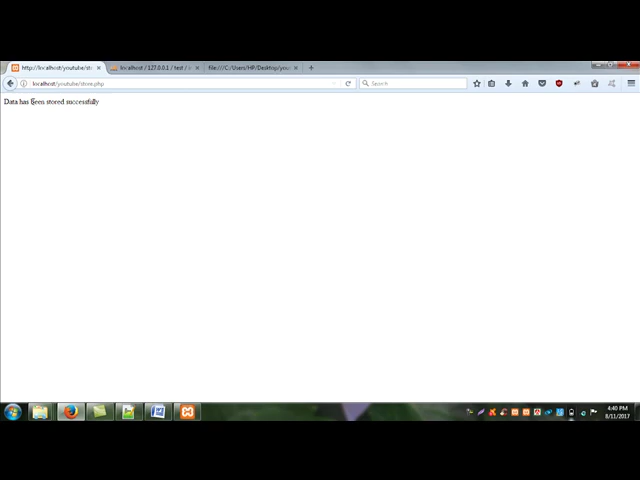 http://localhost/youtube/sto
localhost / 127.0.0.1 / test /
file:///C:/Users/HP/Desktop/you
localhost/youtube/store.php
Search
Data has been stored successfully
4:40 PM
8/11/2017